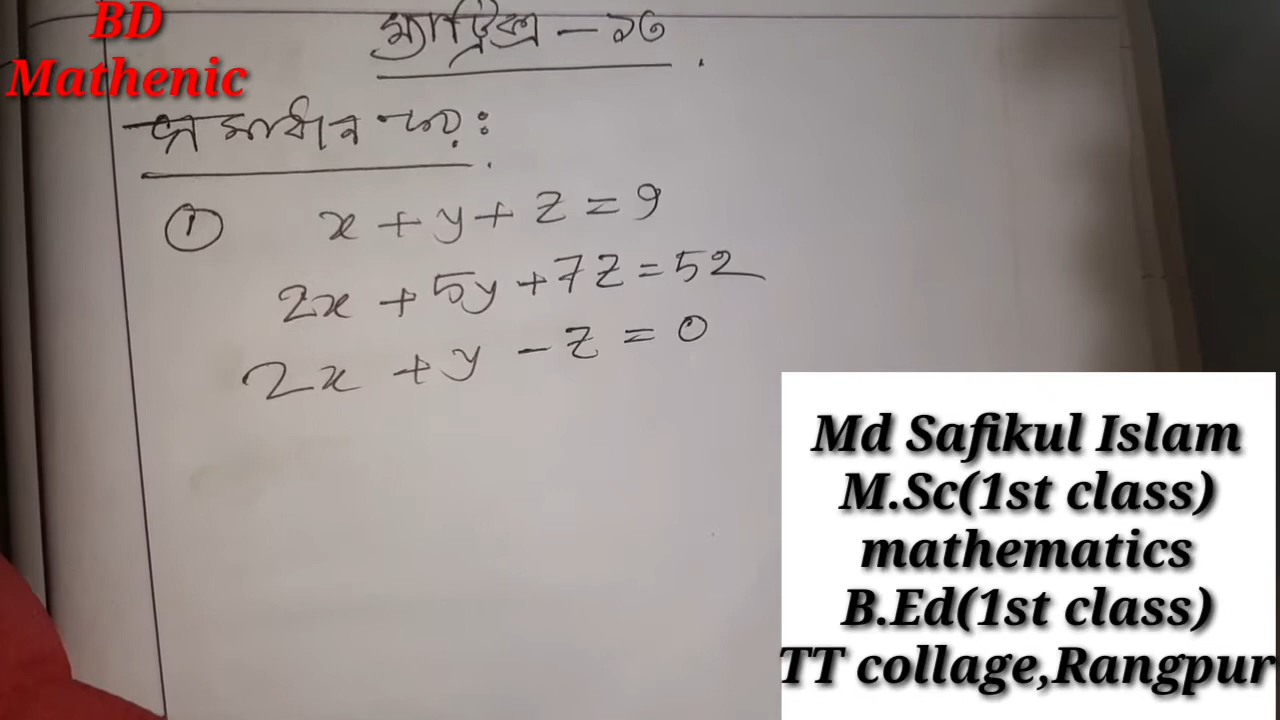 BD
Mathenic
ম্যাট্রিক্স – ১৩
সমাধান কর:
① x + y + z = 9
2x + 5y + 7z = 52
2x + y - z = 0
Md Safikul Islam
M.Sc(1st class)
mathematics
B.Ed(1st class)
TT collage,Rangpur